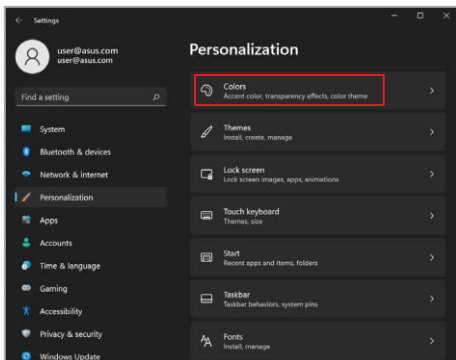 Settings
user@asus.com
user@asus.com
Find a setting
System
Bluetooth & devices
Network & internet
Personalization
Apps
Accounts
Time & language
Gaming
Accessibility
Privacy & security
Windows Update
Personalization
Colors
Accent color, transparency effects, color theme
Themes
Install, create, manage
Lock screen
Lock screen images, apps, animations
Touch keyboard
Themes, size
Start
Recent apps and items, folders
Taskbar
Taskbar behaviors, system pins
Fonts
Install, manage